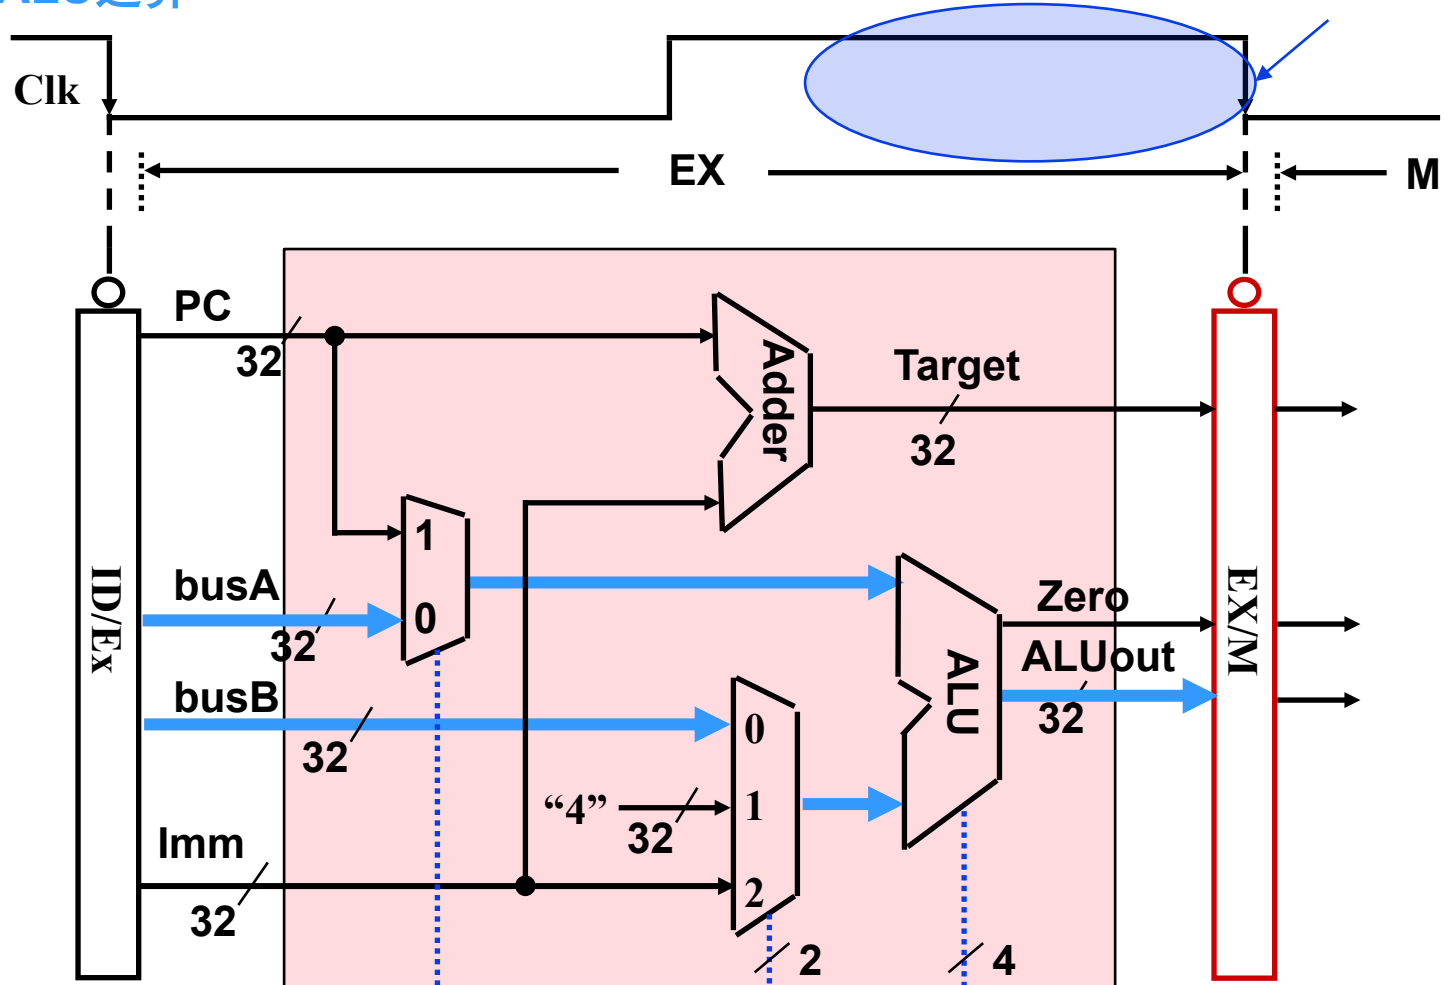 Clk
EX
M
PC
32
Adder
Target
32
1
0
busA
32
ID/Ex
Zero
ALUout
32
ALU
EX/M
busB
32
0
"4"
32
1
Imm
32
2
2
4